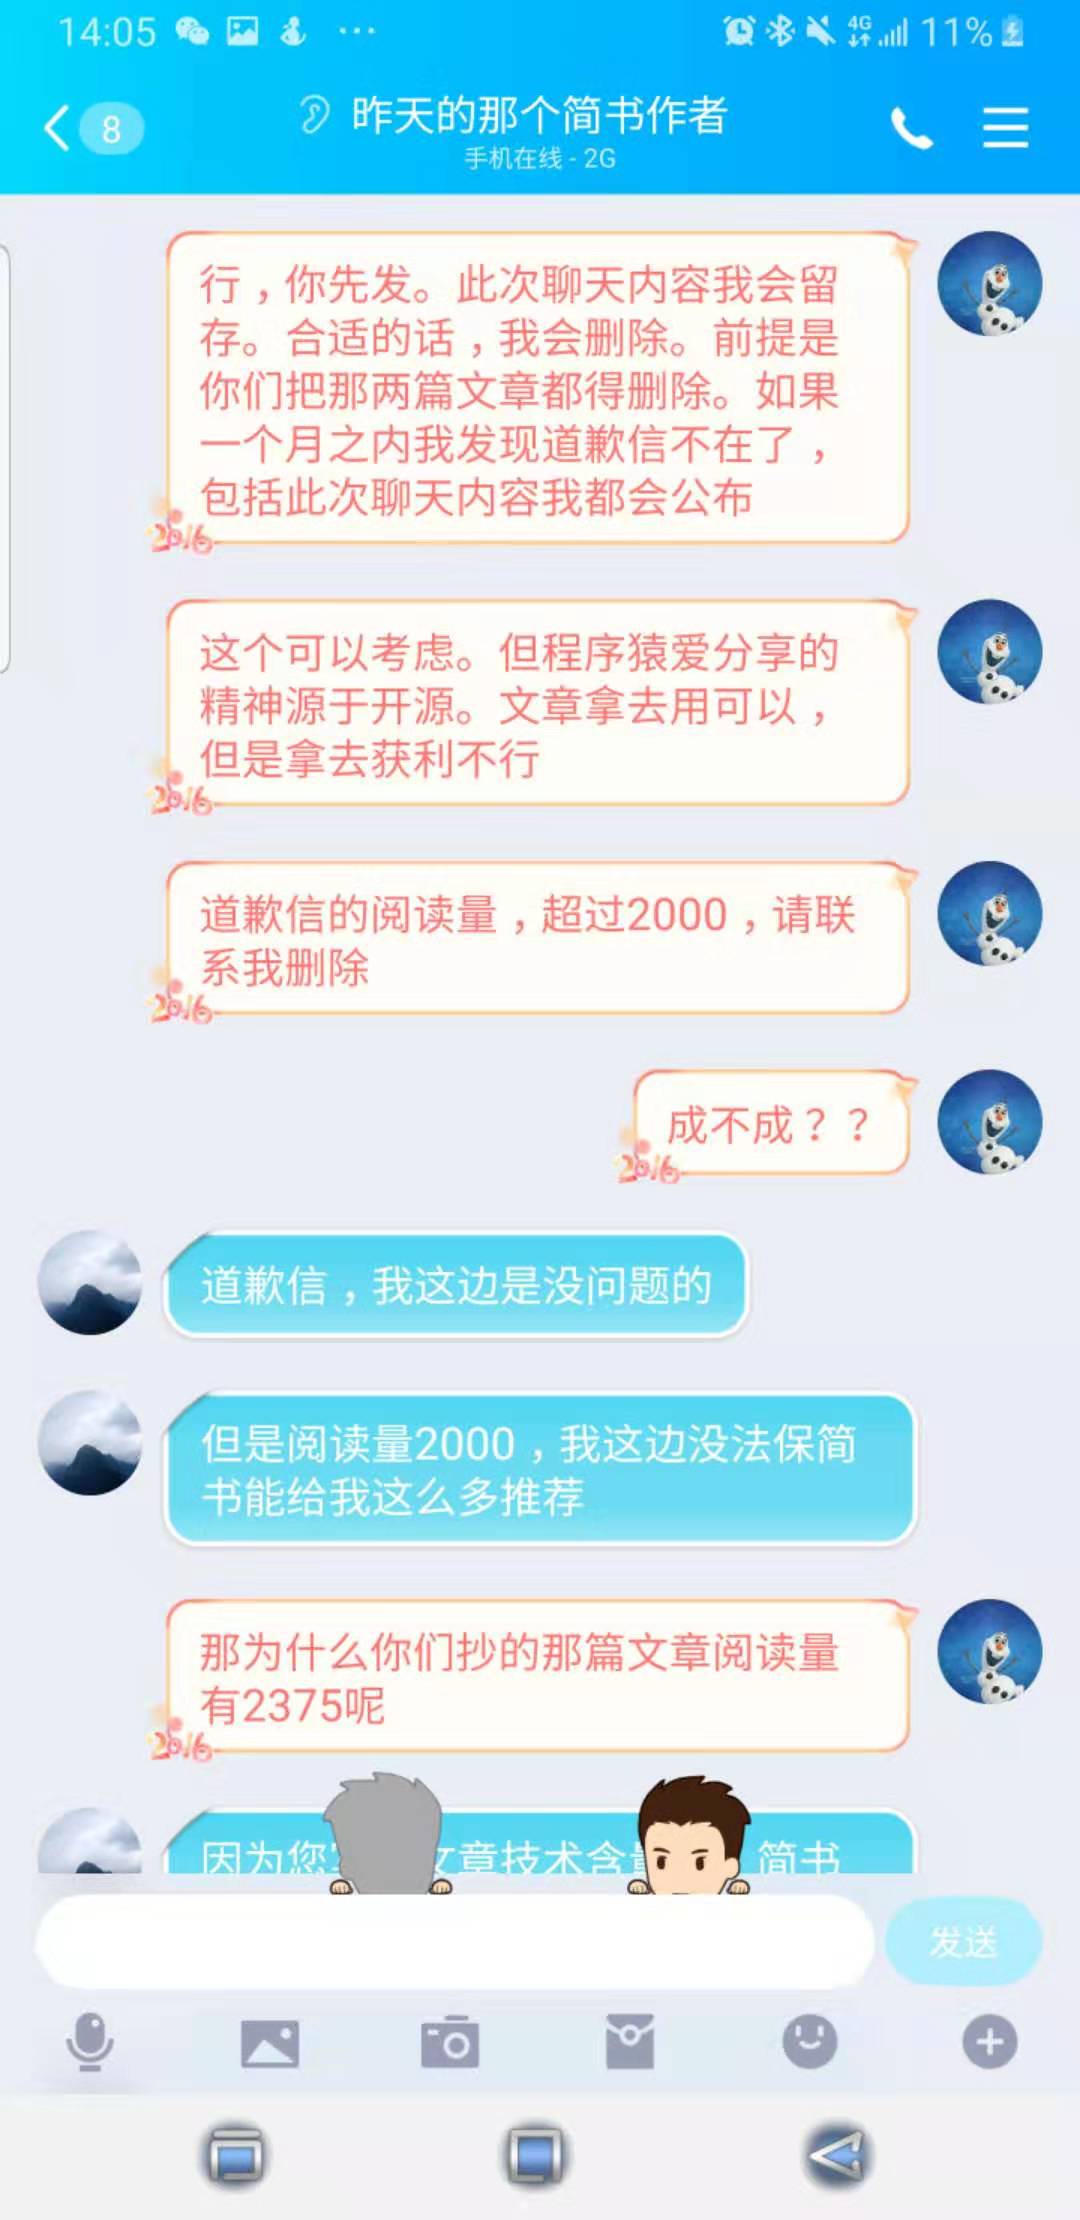 14:05
4G
11%
8
昨天的那个简书作者
手机在线 - 2G
行，你先发。此次聊天内容我会留
存。合适的话，我会删除。前提是
你们把那两篇文章都得删除。如果
一个月之内我发现道歉信不在了，
包括此次聊天内容我都会公布
2016
这个可以考虑。但程序猿爱分享的
精神源于开源。文章拿去用可以，
但是拿去获利不行
2016
道歉信的阅读量，超过2000，请联
系我删除
2016
成不成？？
2016
道歉信，我这边是没问题的
但是阅读量2000，我这边没法保简
书能给我这么多推荐
那为什么你们抄的那篇文章阅读量
有2375呢
2016
因为您 文章技术含 简书
发送